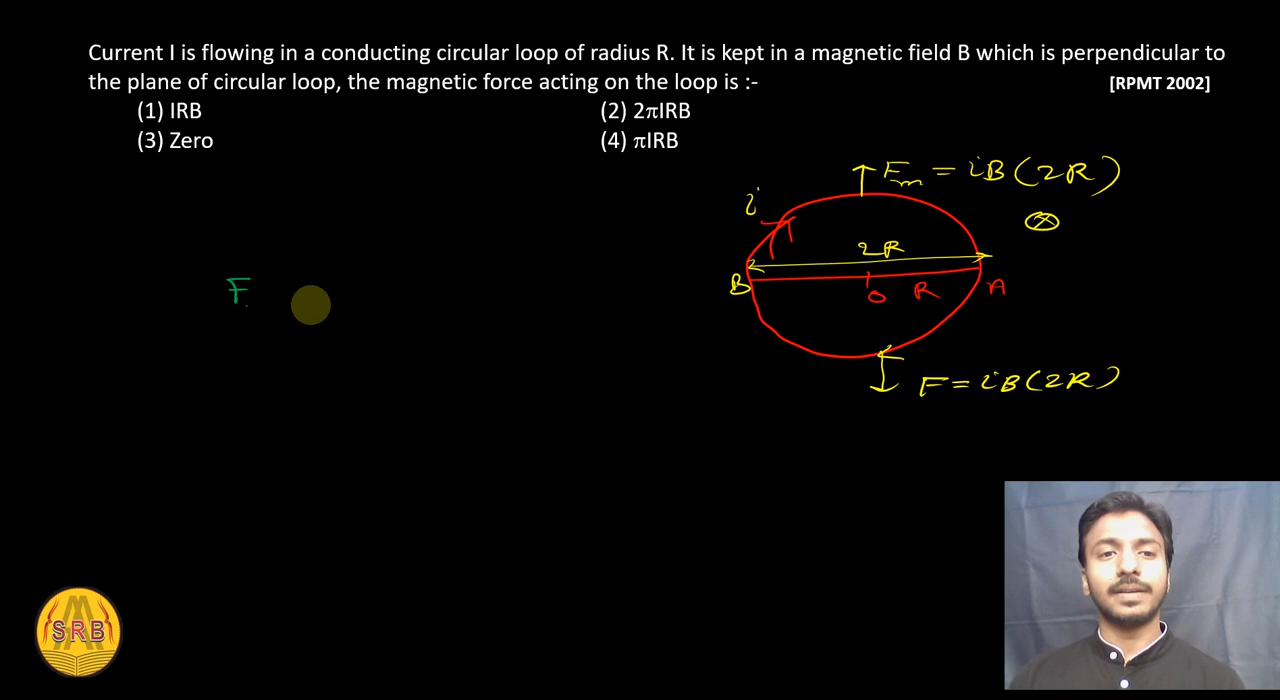 Current I is flowing in a conducting circular loop of radius R. It is kept in a magnetic field B which is perpendicular to
the plane of circular loop, the magnetic force acting on the loop is :-
[RPMT 2002]
(1) IRB
(2) 2πIRB
(3) Zero
(4) πIRB
Fm = iB(2R)
i
2R
B
O R A
F = iB(2R)
F
SRB